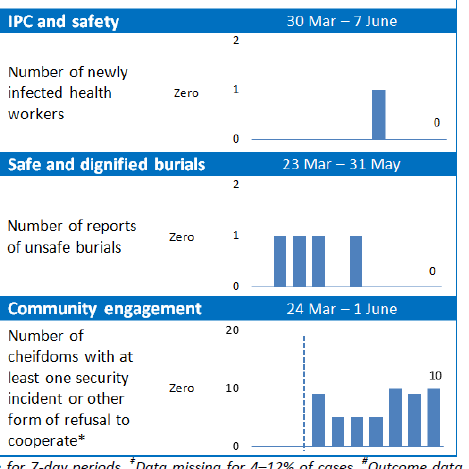 IPC and safety 30 Mar – 7 June
2
Number of newly
infected health
workers
Zero
1
0
0
Safe and dignified burials 23 Mar – 31 May
2
Number of reports
of unsafe burials
Zero
1
0
0
Community engagement 24 Mar – 1 June
20
Number of
cheifdoms with at
least one security
incident or other
form of refusal to
cooperate*
Zero
10
10
0
for 7-day periods. ‡Data missing for 4–12% of cases. #Outcome data